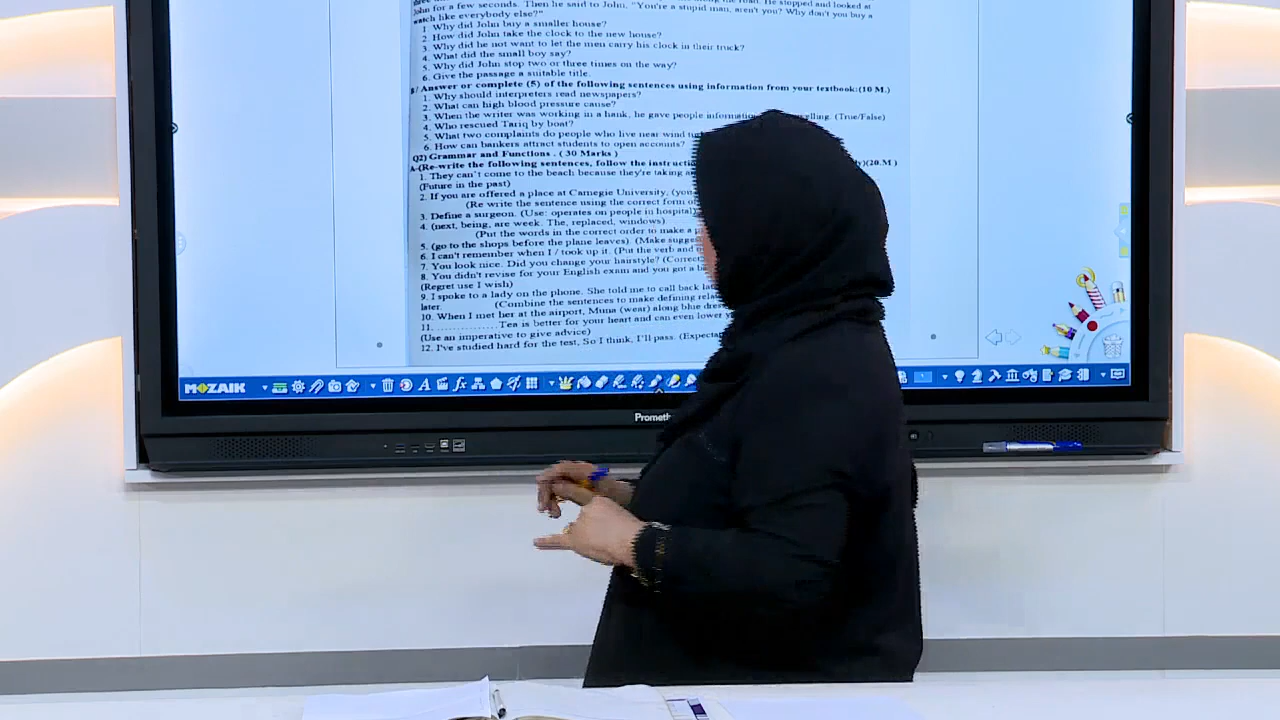 John for a few seconds. Then he said to John, "You're a stupid man, aren't you? Why don't you buy a
watch like everybody else?"
1 Why did John buy a smaller house?
2. How did John take the clock to the new house?
3. Why did he not want to let the men carry his clock in their truck?
4. What did the small boy say?
5. Why did John stop two or three times on the way?
6. Give the passage a suitable title.
B/ Answer or complete (5) of the following sentences using information from your textbook:(10 M.)
1. Why should interpreters read newspapers?
2. What can high blood pressure cause?
3. When the writer was working in a hank, he gave people (True/False)
4. Who rescued Tariq by boat?
5. What two complaints do people who live near wind
6. How can bankers attract students to open accounts?
Q2) Grammar and Functions . ( 30 Marks )
A-(Re-write the following sentences, follow the (20.M )
1. They can't come to the beach because they're taking
(Future in the past)
2. If you are offered a place at Carnegie University,
(Re write the sentence using the correct form
3. Define a surgeon. (Use: operates on people in hospital
4. (next, being, are week. The, replaced, windows)
(Put the words in the correct order to make a
5. (go to the shops before the plane leaves). (Make
6. I can't remember when I / took up it. (Put the verb and
7. You look nice. Did you change your hairstyle?
8. You didn't revise for your English exam and you got a
(Regret use I wish)
9. I spoke to a lady on the phone. She told me to call back
later. (Combine the sentences to make defining
10. When I met her at the airport, Muna (wear) along blue
11. ................ Tea is better for your heart and can even lower
(Use an imperative to give advice)
12. I've studied hard for the test, So I think, I'll pass.
MOZAIK